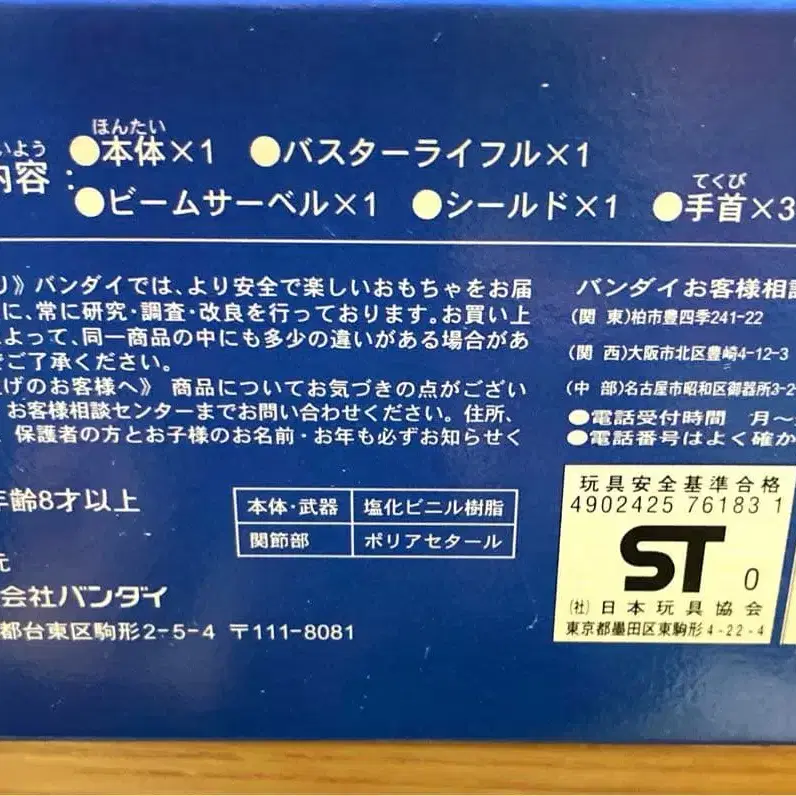 いよう ほんたい
内容： ●本体×1 ●バスターライフル×1
てくび
●ビームサーベル×1 ●シールド×1 ●手首×3
り》バンダイでは、より安全で楽しいおもちゃをお届
に、常に研究・調査・改良を行っております。お買い上
よって、同一商品の中にも多少の違いがある場合があ
ご了承ください。
げのお客様へ》 商品についてお気づきの点がござい
お客様相談センターまでお問い合わせください。住所、
保護者の方とお子様のお名前・お年も必ずお知らせく
バンダイお客様相談
(関 東)柏市豊四季241-22
(関 西)大阪市北区豊崎4-12-3
(中 部)名古屋市昭和区御器所3-2
●電話受付時間 月〜
●電話番号はよく確か
年齢8才以上
本体・武器 塩化ビニル樹脂
関節部 ポリアセタール
元
会社バンダイ
都台東区駒形2-5-4 〒111-8081
玩具安全基準合格
4902425 76183 1
ST 0
(社)日本玩具協会
東京都墨田区東駒形4-22-4